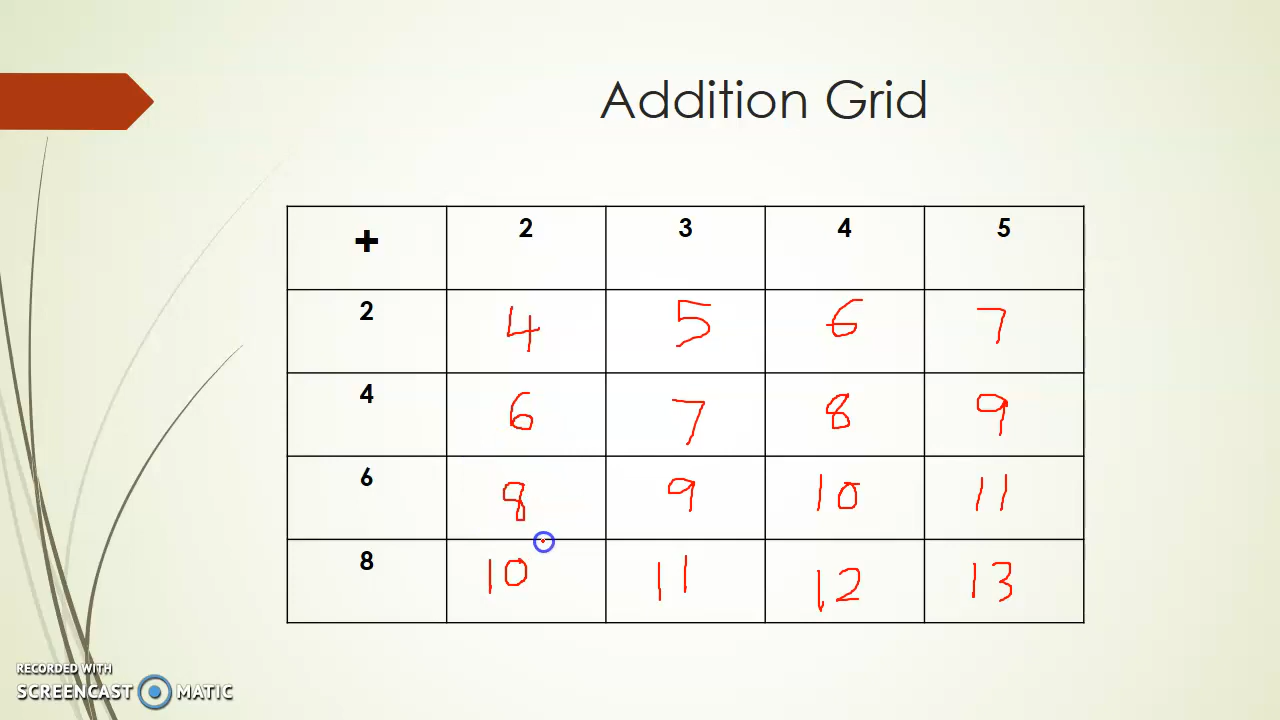 Addition Grid
+ 2 3 4 5
2 4 5 6 7
4 6 7 8 9
6 8 9 10 11
8 10 11 12 13
RECORDED WITH
SCREENCAST MATIC